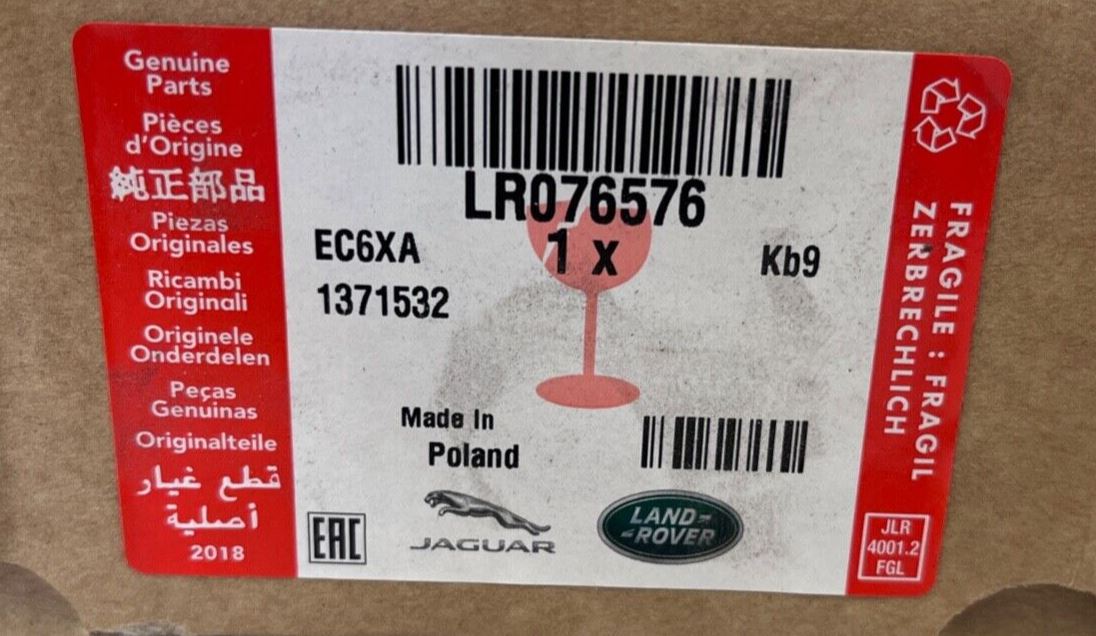 Genuine
Parts
Pièces
d'Origine
純正部品
Piezas
Originales
Ricambi
Originali
Originele
Onderdelen
Peças
Genuinas
Originalteile
قطع غيار
أصلية
2018
LR076576
1 x
EC6XA
Kb9
1371532
Made In
Poland
EAC
JAGUAR
LAND-
-ROVER
FRAGILE : FRAGIL
ZERBRECHLICH
JLR
4001.2
FGL